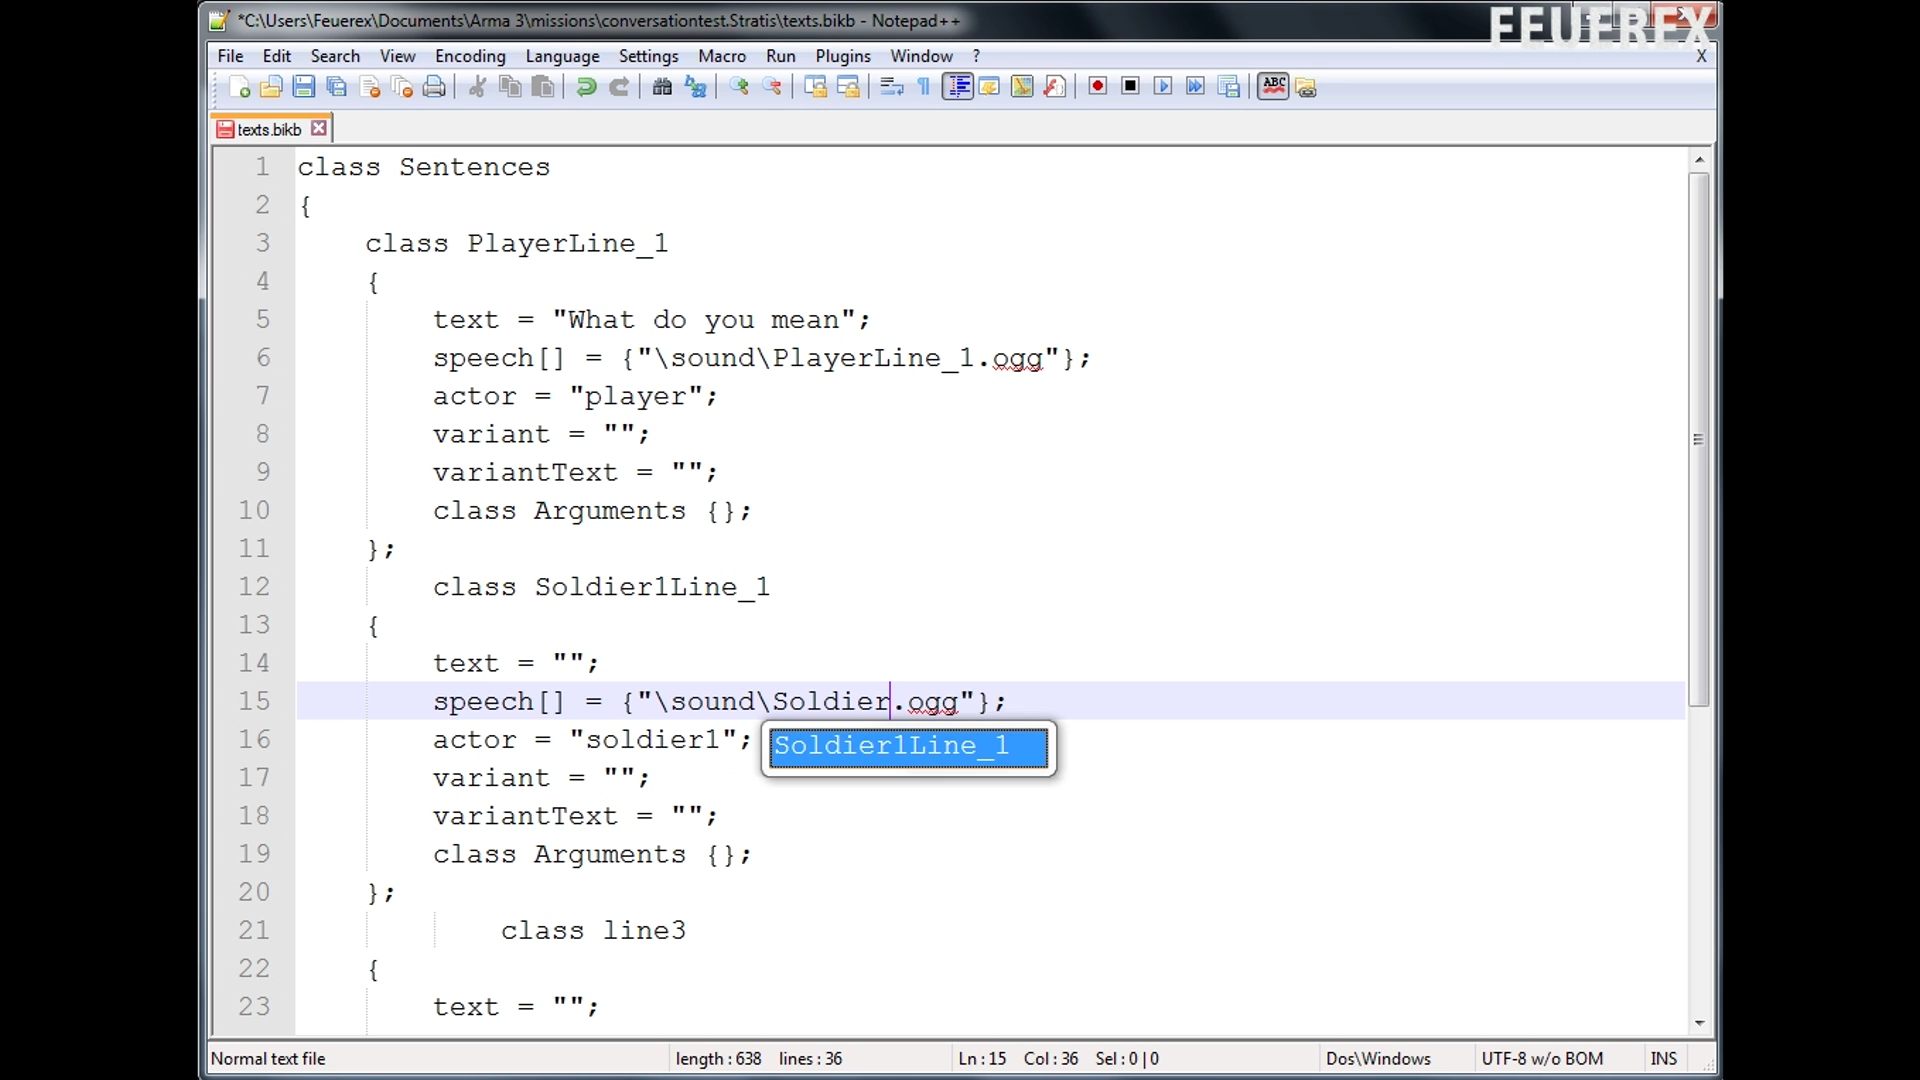 *C:\Users\Feuerex\Documents\Arma 3\missions\conversationtest.Stratis\texts.bikb - Notepad++
FEUEREX
File Edit Search View Encoding Language Settings Macro Run Plugins Window ? X
ABC
texts.bikb
1 class Sentences
2 {
3 class PlayerLine_1
4 {
5 text = "What do you mean";
6 speech[] = {"\sound\PlayerLine_1.ogg"};
7 actor = "player";
8 variant = "";
9 variantText = "";
10 class Arguments {};
11 };
12 class Soldier1Line_1
13 {
14 text = "";
15 speech[] = {"\sound\Soldier.ogg"};
16 actor = "soldier1";
Soldier1Line_1
17 variant = "";
18 variantText = "";
19 class Arguments {};
20 };
21 class line3
22 {
23 text = "";
Normal text file length : 638 lines : 36 Ln : 15 Col : 36 Sel : 0 | 0 Dos\Windows UTF-8 w/o BOM INS